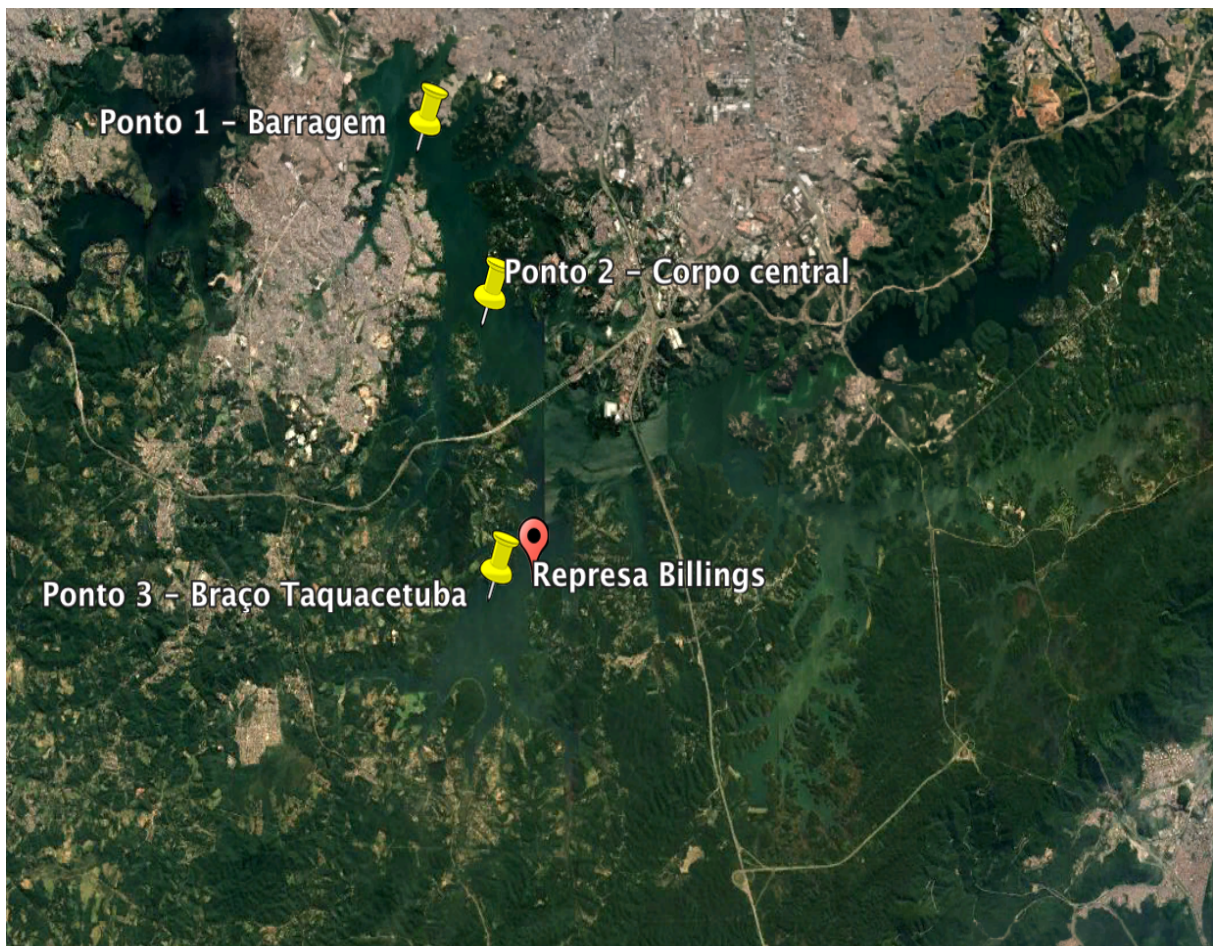 Ponto 1 – Barragem
Ponto 2 – Corpo central
Represa Billings
Ponto 3 – Braço Taquacetuba